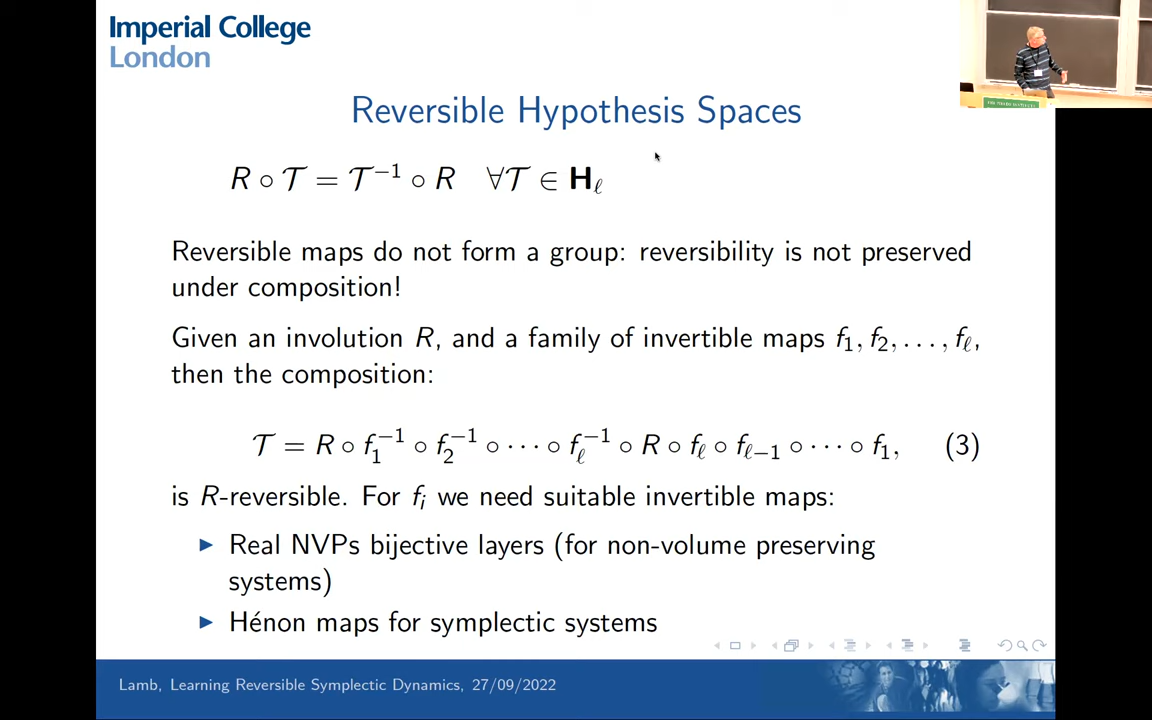 Imperial College
London
Reversible Hypothesis Spaces
R ∘ 𝒯 = 𝒯⁻¹ ∘ R ∀𝒯 ∈ H_ℓ
Reversible maps do not form a group: reversibility is not preserved
under composition!
Given an involution R, and a family of invertible maps f₁, f₂, . . . , f_ℓ,
then the composition:
𝒯 = R ∘ f₁⁻¹ ∘ f₂⁻¹ ∘ · · · ∘ f_ℓ⁻¹ ∘ R ∘ f_ℓ ∘ f_ℓ₋₁ ∘ · · · ∘ f₁, (3)
is R-reversible. For f_i we need suitable invertible maps:
▶ Real NVPs bijective layers (for non-volume preserving
systems)
▶ Hénon maps for symplectic systems
Lamb, Learning Reversible Symplectic Dynamics, 27/09/2022